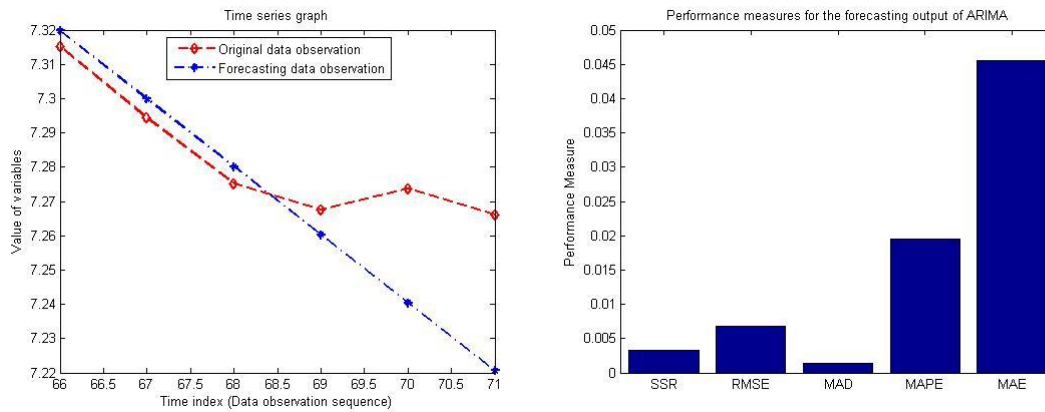 Time series graph
7.32
7.31
7.3
7.29
7.28
7.27
7.26
7.25
7.24
7.23
7.22
Value of variables
Original data observation
Forecasting data observation
66 66.5 67 67.5 68 68.5 69 69.5 70 70.5 71
Time index (Data observation sequence)
Performance measures for the forecasting output of ARIMA
0.05
0.045
0.04
0.035
0.03
0.025
0.02
0.015
0.01
0.005
0
Performance Measure
SSR RMSE MAD MAPE MAE